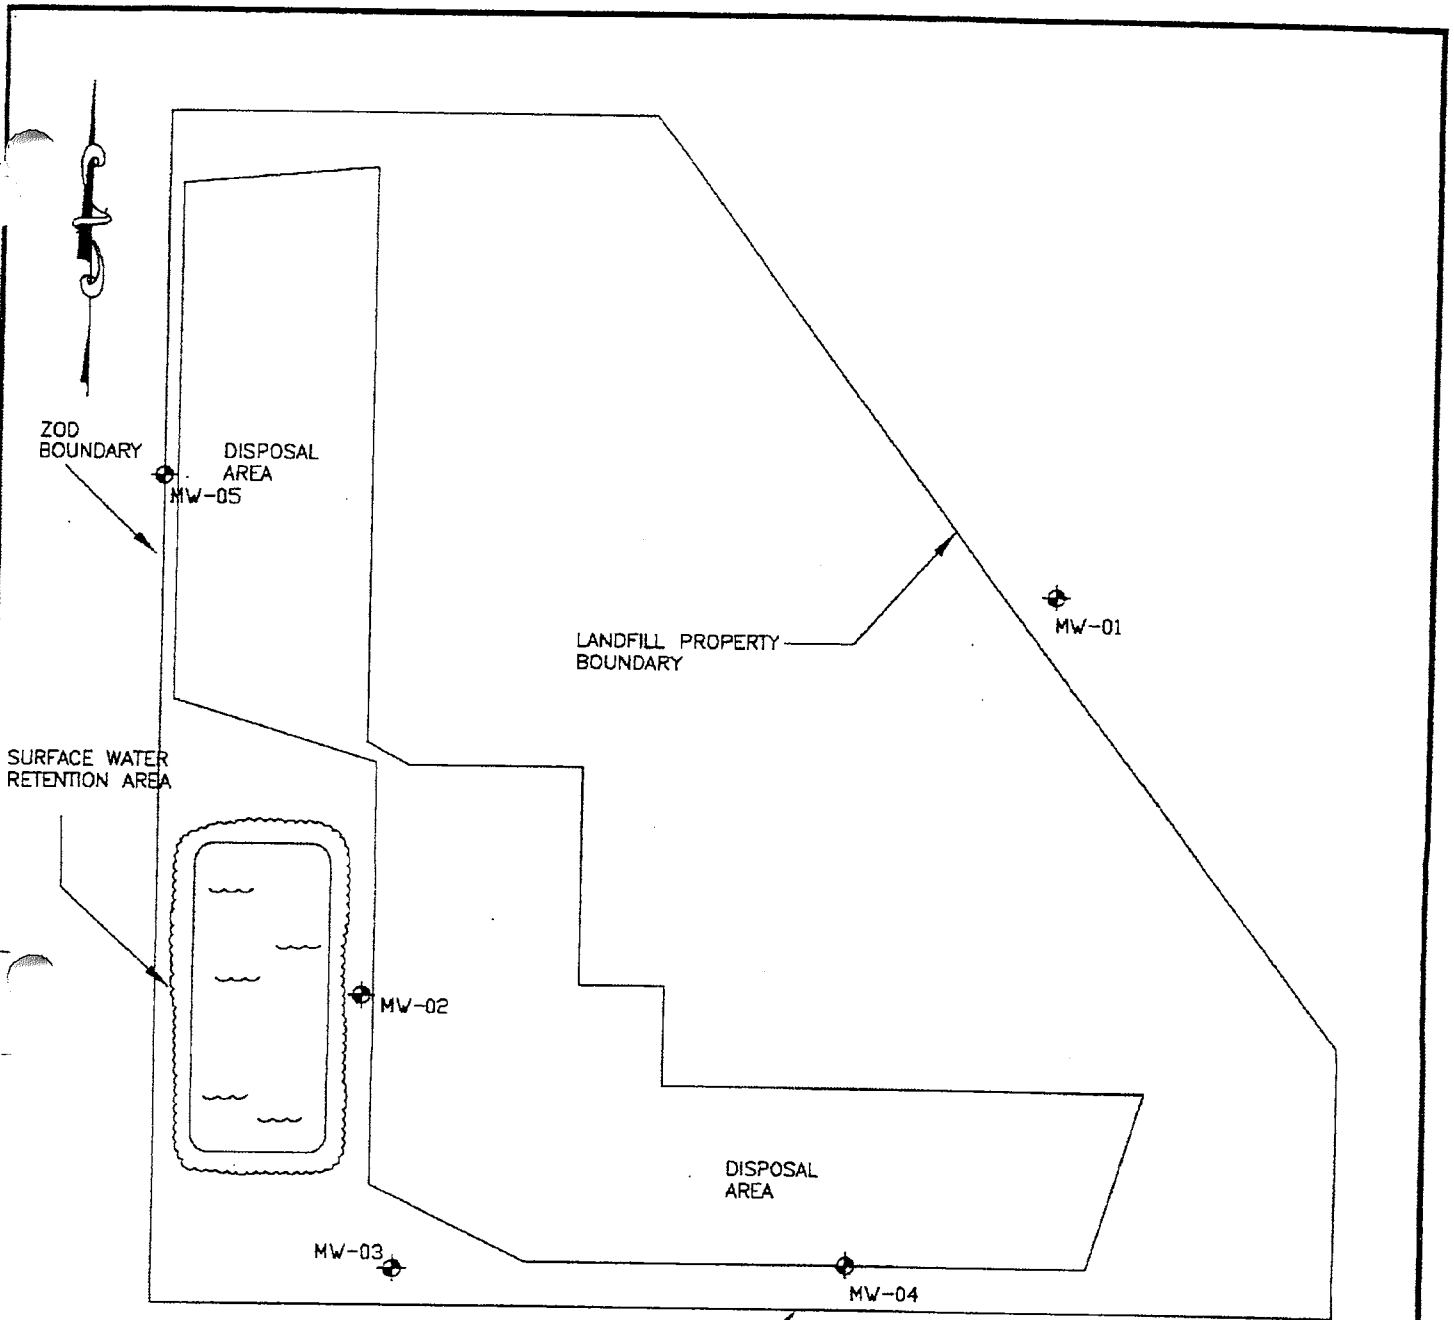 ZOD
BOUNDARY
DISPOSAL
AREA
MW-05
MW-01
LANDFILL PROPERTY
BOUNDARY
SURFACE WATER
RETENTION AREA
MW-02
DISPOSAL
AREA
MW-03
MW-04